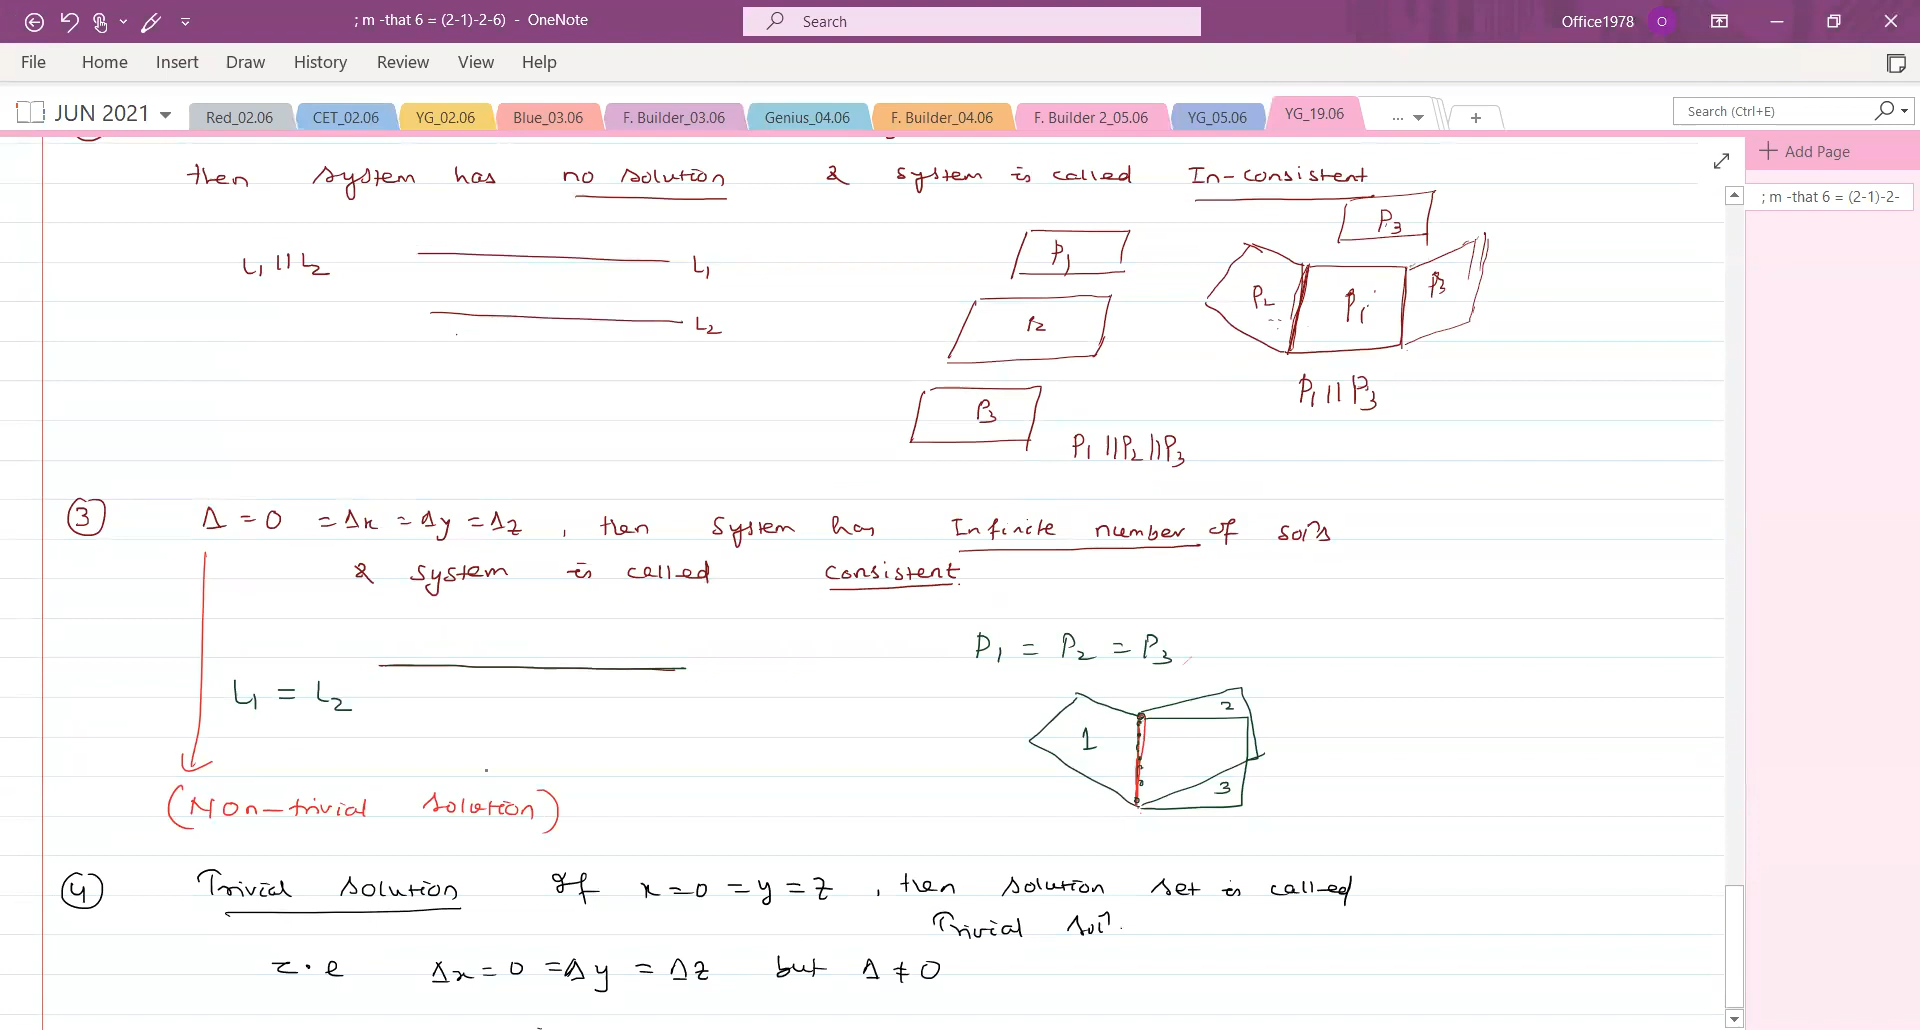 ; m -that 6 = (2-1)-2-6) - OneNote
Search
Office1978
O
File Home Insert Draw History Review View Help
JUN 2021
Red_02.06
CET_02.06
YG_02.06
Blue_03.06
F. Builder_03.06
Genius_04.06
F. Builder_04.06
F. Builder 2_05.06
YG_05.06
YG_19.06
...
+
Search (Ctrl+E)
+ Add Page
; m -that 6 = (2-1)-2-
then system has no solution & system is called In-consistent
L₁ || L₂
L₁
L₂
P₁
P₂
P₃
P₁ || P₂ || P₃
P₃
P₂ P₁ P₃
P₁ || P₃
③ Δ = 0 = Δx = Δy = Δz , then system has Infinite number of solⁿs
& system is called consistent.
L₁ = L₂
P₁ = P₂ = P₃
1
2
3
(Non-trivial solution)
④ Trivial solution If x = 0 = y = z , then solution set is called
Trivial solⁿ.
i.e Δx = 0 = Δy = Δz but Δ ≠ 0